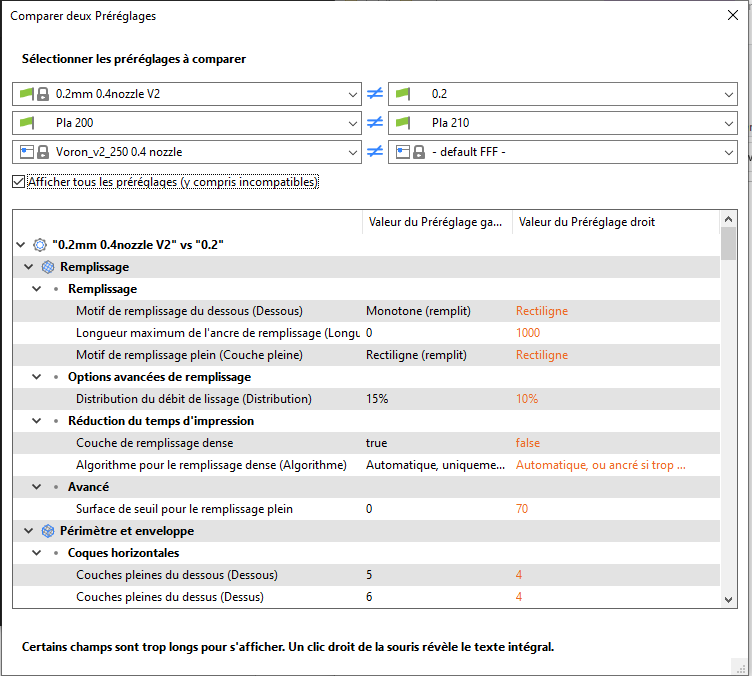 Comparer deux Préréglages
Sélectionner les préréglages à comparer
0.2mm 0.4nozzle V2 0.2
Pla 200 Pla 210
Voron_v2_250 0.4 nozzle - default FFF -
Afficher tous les préréglages (y compris incompatibles)
Valeur du Préréglage ga... Valeur du Préréglage droit
"0.2mm 0.4nozzle V2" vs "0.2"
Remplissage
Remplissage
Motif de remplissage du dessous (Dessous) Monotone (remplit) Rectiligne
Longueur maximum de l'ancre de remplissage (Longu 0 1000
Motif de remplissage plein (Couche pleine) Rectiligne (remplit) Rectiligne
Options avancées de remplissage
Distribution du débit de lissage (Distribution) 15% 10%
Réduction du temps d'impression
Couche de remplissage dense true false
Algorithme pour le remplissage dense (Algorithme) Automatique, uniqueme... Automatique, ou ancré si trop ...
Avancé
Surface de seuil pour le remplissage plein 0 70
Périmètre et enveloppe
Coques horizontales
Couches pleines du dessous (Dessous) 5 4
Couches pleines du dessus (Dessus) 6 4
Certains champs sont trop longs pour s'afficher. Un clic droit de la souris révèle le texte intégral.